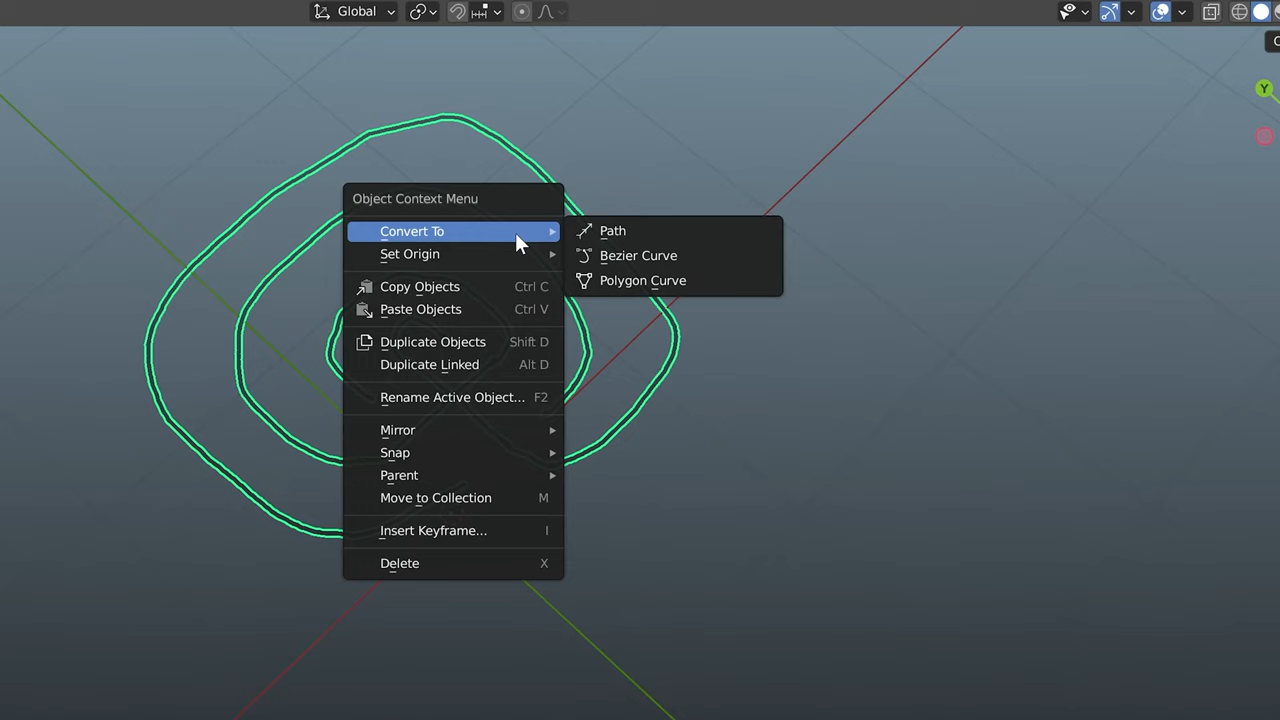 Global
Y
Object Context Menu
Convert To
Set Origin
Copy Objects Ctrl C
Paste Objects Ctrl V
Duplicate Objects Shift D
Duplicate Linked Alt D
Rename Active Object... F2
Mirror
Snap
Parent
Move to Collection M
Insert Keyframe... I
Delete X
Path
Bezier Curve
Polygon Curve